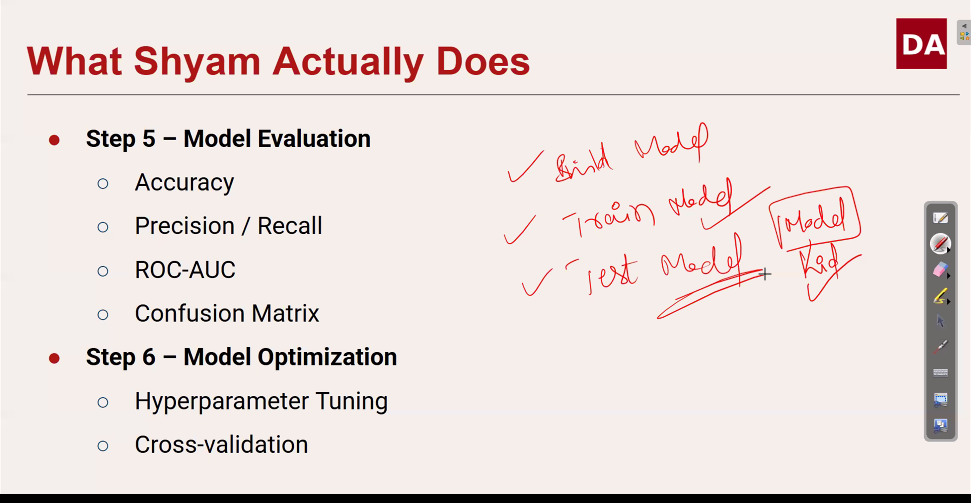 What Shyam Actually Does
DA
Step 5 – Model Evaluation
Accuracy
Precision / Recall
ROC-AUC
Confusion Matrix
Step 6 – Model Optimization
Hyperparameter Tuning
Cross-validation
Build Model
Train Model
Test Model
Model
Kid